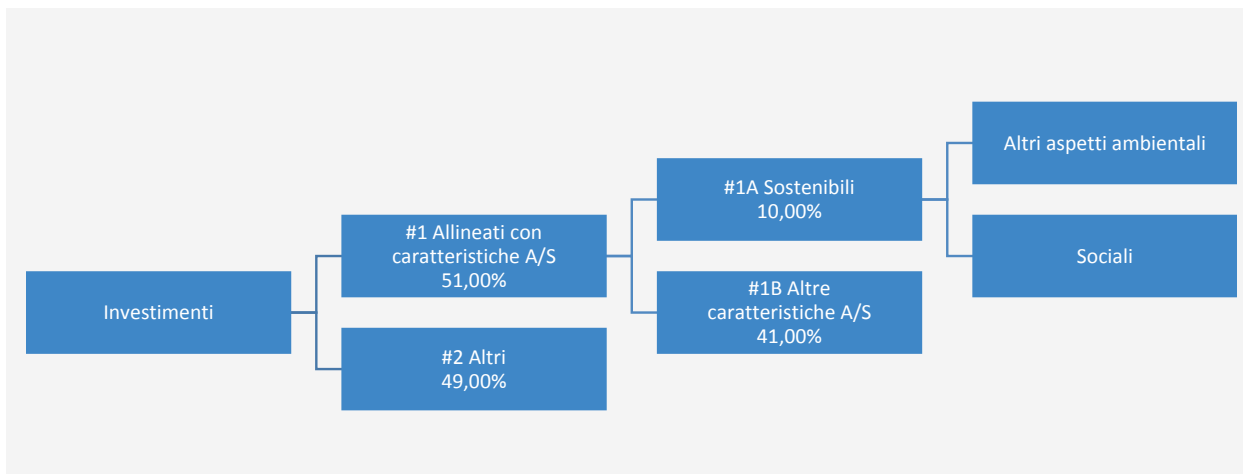 Investimenti
#1 Allineati con
caratteristiche A/S
51,00%
#2 Altri
49,00%
#1A Sostenibili
10,00%
#1B Altre
caratteristiche A/S
41,00%
Altri aspetti ambientali
Sociali